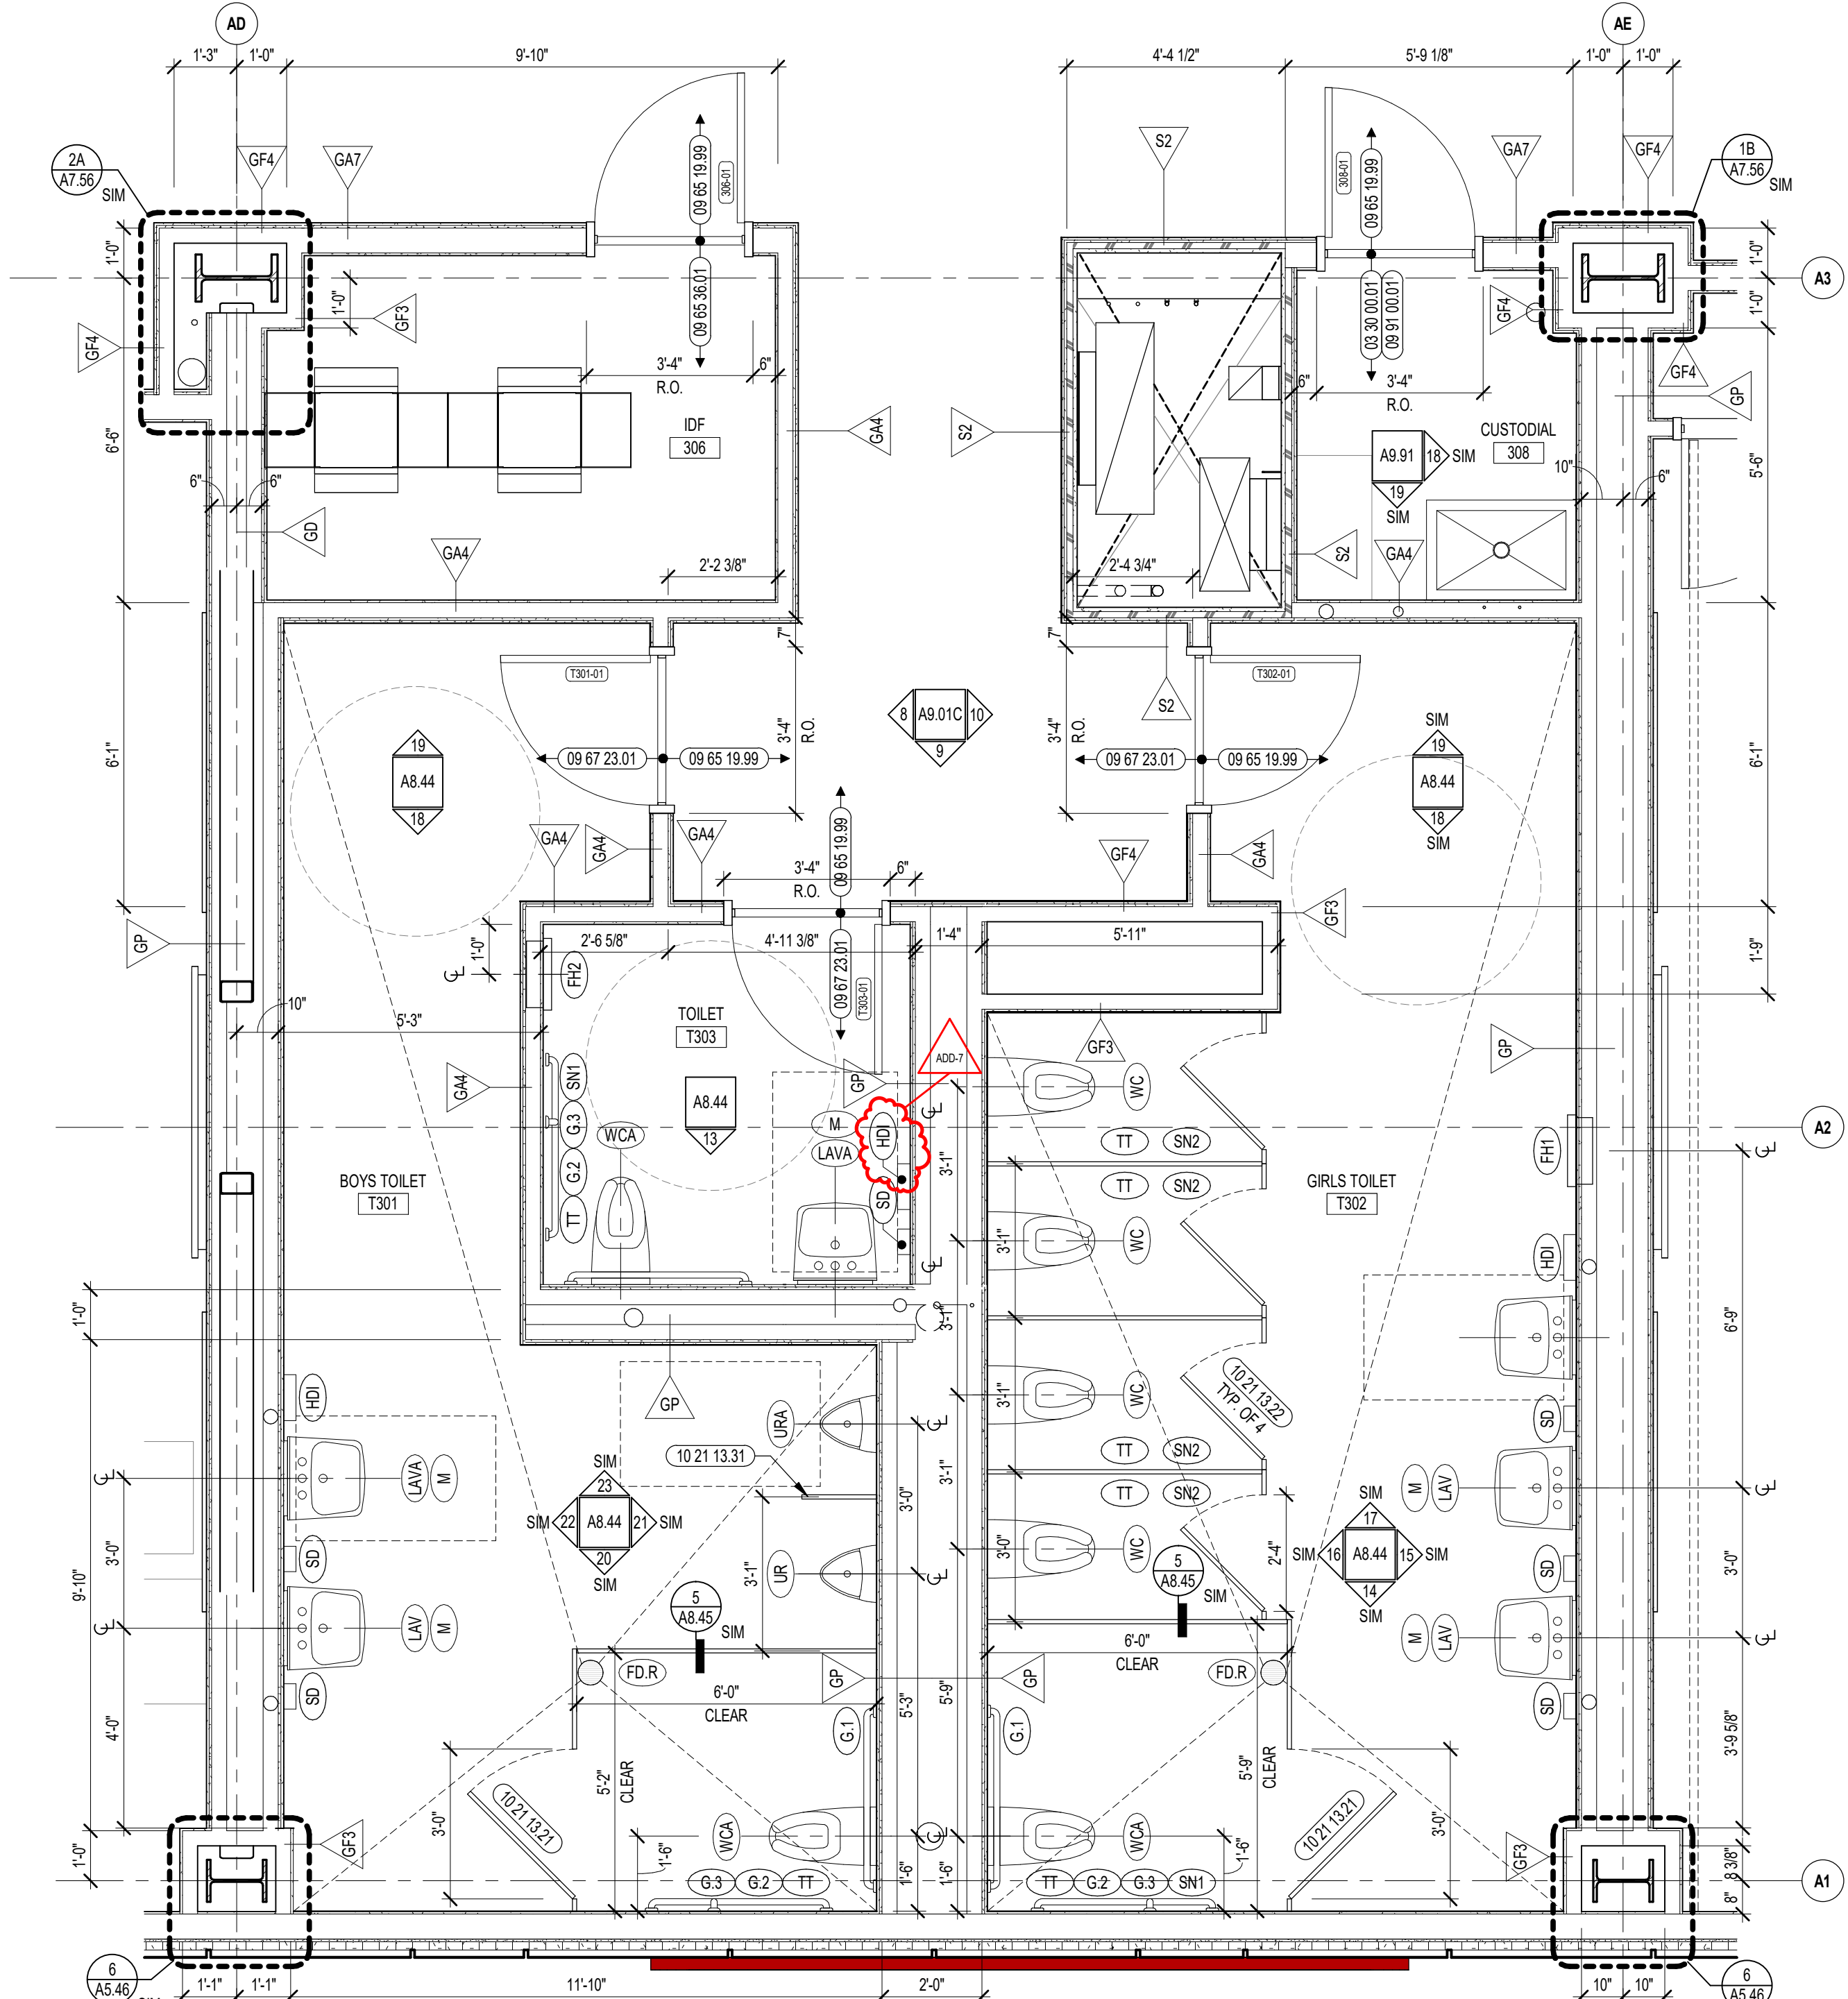 AD
AE
1'-3"
1'-0"
9'-10"
4'-4 1/2"
5'-9 1/8"
1'-0"
1'-0"
2A
A7.56
SIM
GF4
GA7
09 65 19.99
306-01
S2
308-01
09 65 19.99
GA7
GF4
1B
A7.56
SIM
1'-0"
1'-0"
GF3
GF4
09 65 36.01
03 30 00.01
09 91 00.01
GF4
1'-0"
1'-0"
A3
GF4
3'-4"
R.O.
6"
6"
3'-4"
R.O.
GP
6'-6"
IDF
306
GA4
S2
CUSTODIAL
308
A9.91
18
SIM
19
SIM
5'-6"
6"
6"
10"
6"
GD
GA4
2'-2 3/8"
2'-4 3/4"
S2
GA4
7"
7"
T301-01
T302-01
S2
6'-1"
3'-4"
R.O.
8
A9.01C
10
9
3'-4"
R.O.
6'-1"
19
A8.44
18
09 67 23.01
09 65 19.99
09 67 23.01
09 65 19.99
SIM
19
A8.44
18
SIM
GA4
GA4
GA4
3'-4"
R.O.
6"
09 65 19.99
GF4
GA4
GF3
GP
1'-0"
2'-6 5/8"
4'-11 3/8"
1'-4"
5'-11"
1'-9"
FH2
09 67 23.01
T303-01
10"
5'-3"
TOILET
T303
ADD-7
GF3
GP
GA4
SN1
G.3
G.2
TT
WCA
A8.44
13
M
LAVA
GP
HDI
SD
3'-1"
WC
TT
SN2
TT
SN2
FH1
A2
BOYS TOILET
T301
GIRLS TOILET
T302
3'-1"
WC
HDI
1'-0"
3'-1"
6'-9"
HDI
GP
URA
3'-1"
WC
10 21 13.22
TYP. OF 4
SD
LAVA
M
10 21 13.31
3'-0"
3'-1"
TT
SN2
TT
SN2
M
LAV
SIM
23
SIM
22
A8.44
21
SIM
20
SIM
SIM
17
SIM
16
A8.44
15
SIM
14
SIM
9'-10"
3'-0"
SD
3'-1"
UR
3'-0"
WC
5
A8.45
SIM
2'-4"
SD
3'-0"
LAV
M
5
A8.45
SIM
M
LAV
FD.R
6'-0"
CLEAR
GP
GP
6'-0"
CLEAR
FD.R
SD
4'-0"
G.1
5'-3"
5'-9"
G.1
SD
3'-9 5/8"
5'-2"
CLEAR
5'-9"
CLEAR
3'-0"
10 21 13.21
10 21 13.21
3'-0"
1'-0"
GF3
1'-6"
WCA
WCA
1'-6"
GF3
8 3/8"
G.3
G.2
TT
1'-6"
1'-6"
TT
G.2
G.3
SN1
A1
8"
6
A5.46
1'-1"
1'-1"
11'-10"
2'-0"
10"
10"
6
A5.46